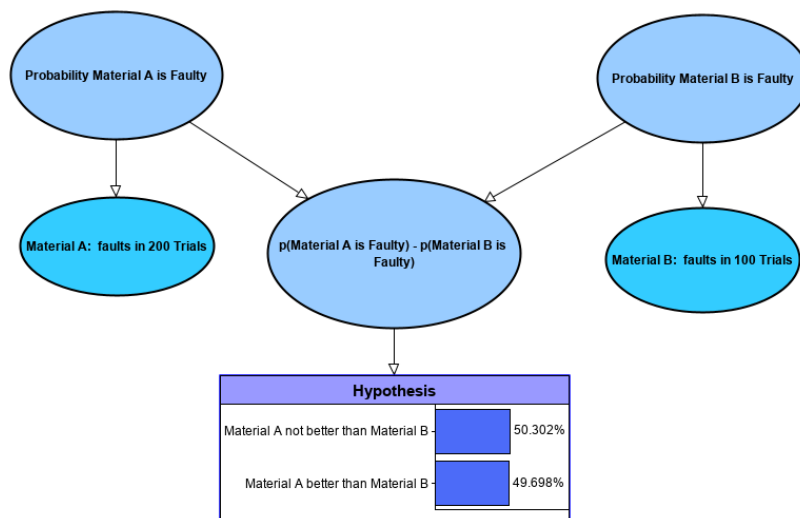 Probability Material A is Faulty
Probability Material B is Faulty
Material A:  faults in 200 Trials
p(Material A is Faulty) - p(Material B is
Faulty)
Material B:  faults in 100 Trials
Hypothesis
Material A not better than Material B
50.302%
Material A better than Material B
49.698%